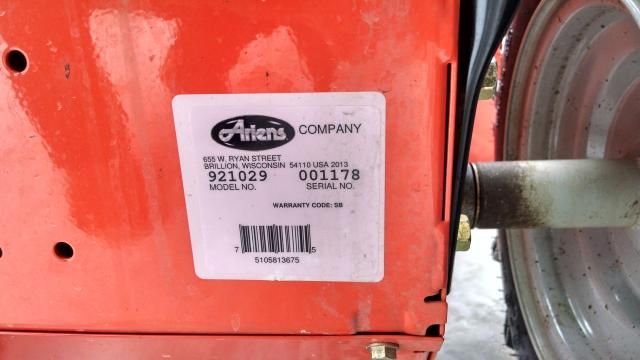 Ariens COMPANY
655 W. RYAN STREET
BRILLION, WISCONSIN 54110 USA 2013
921029 001178
MODEL NO. SERIAL NO.
WARRANTY CODE: SB
7 5
5105813675